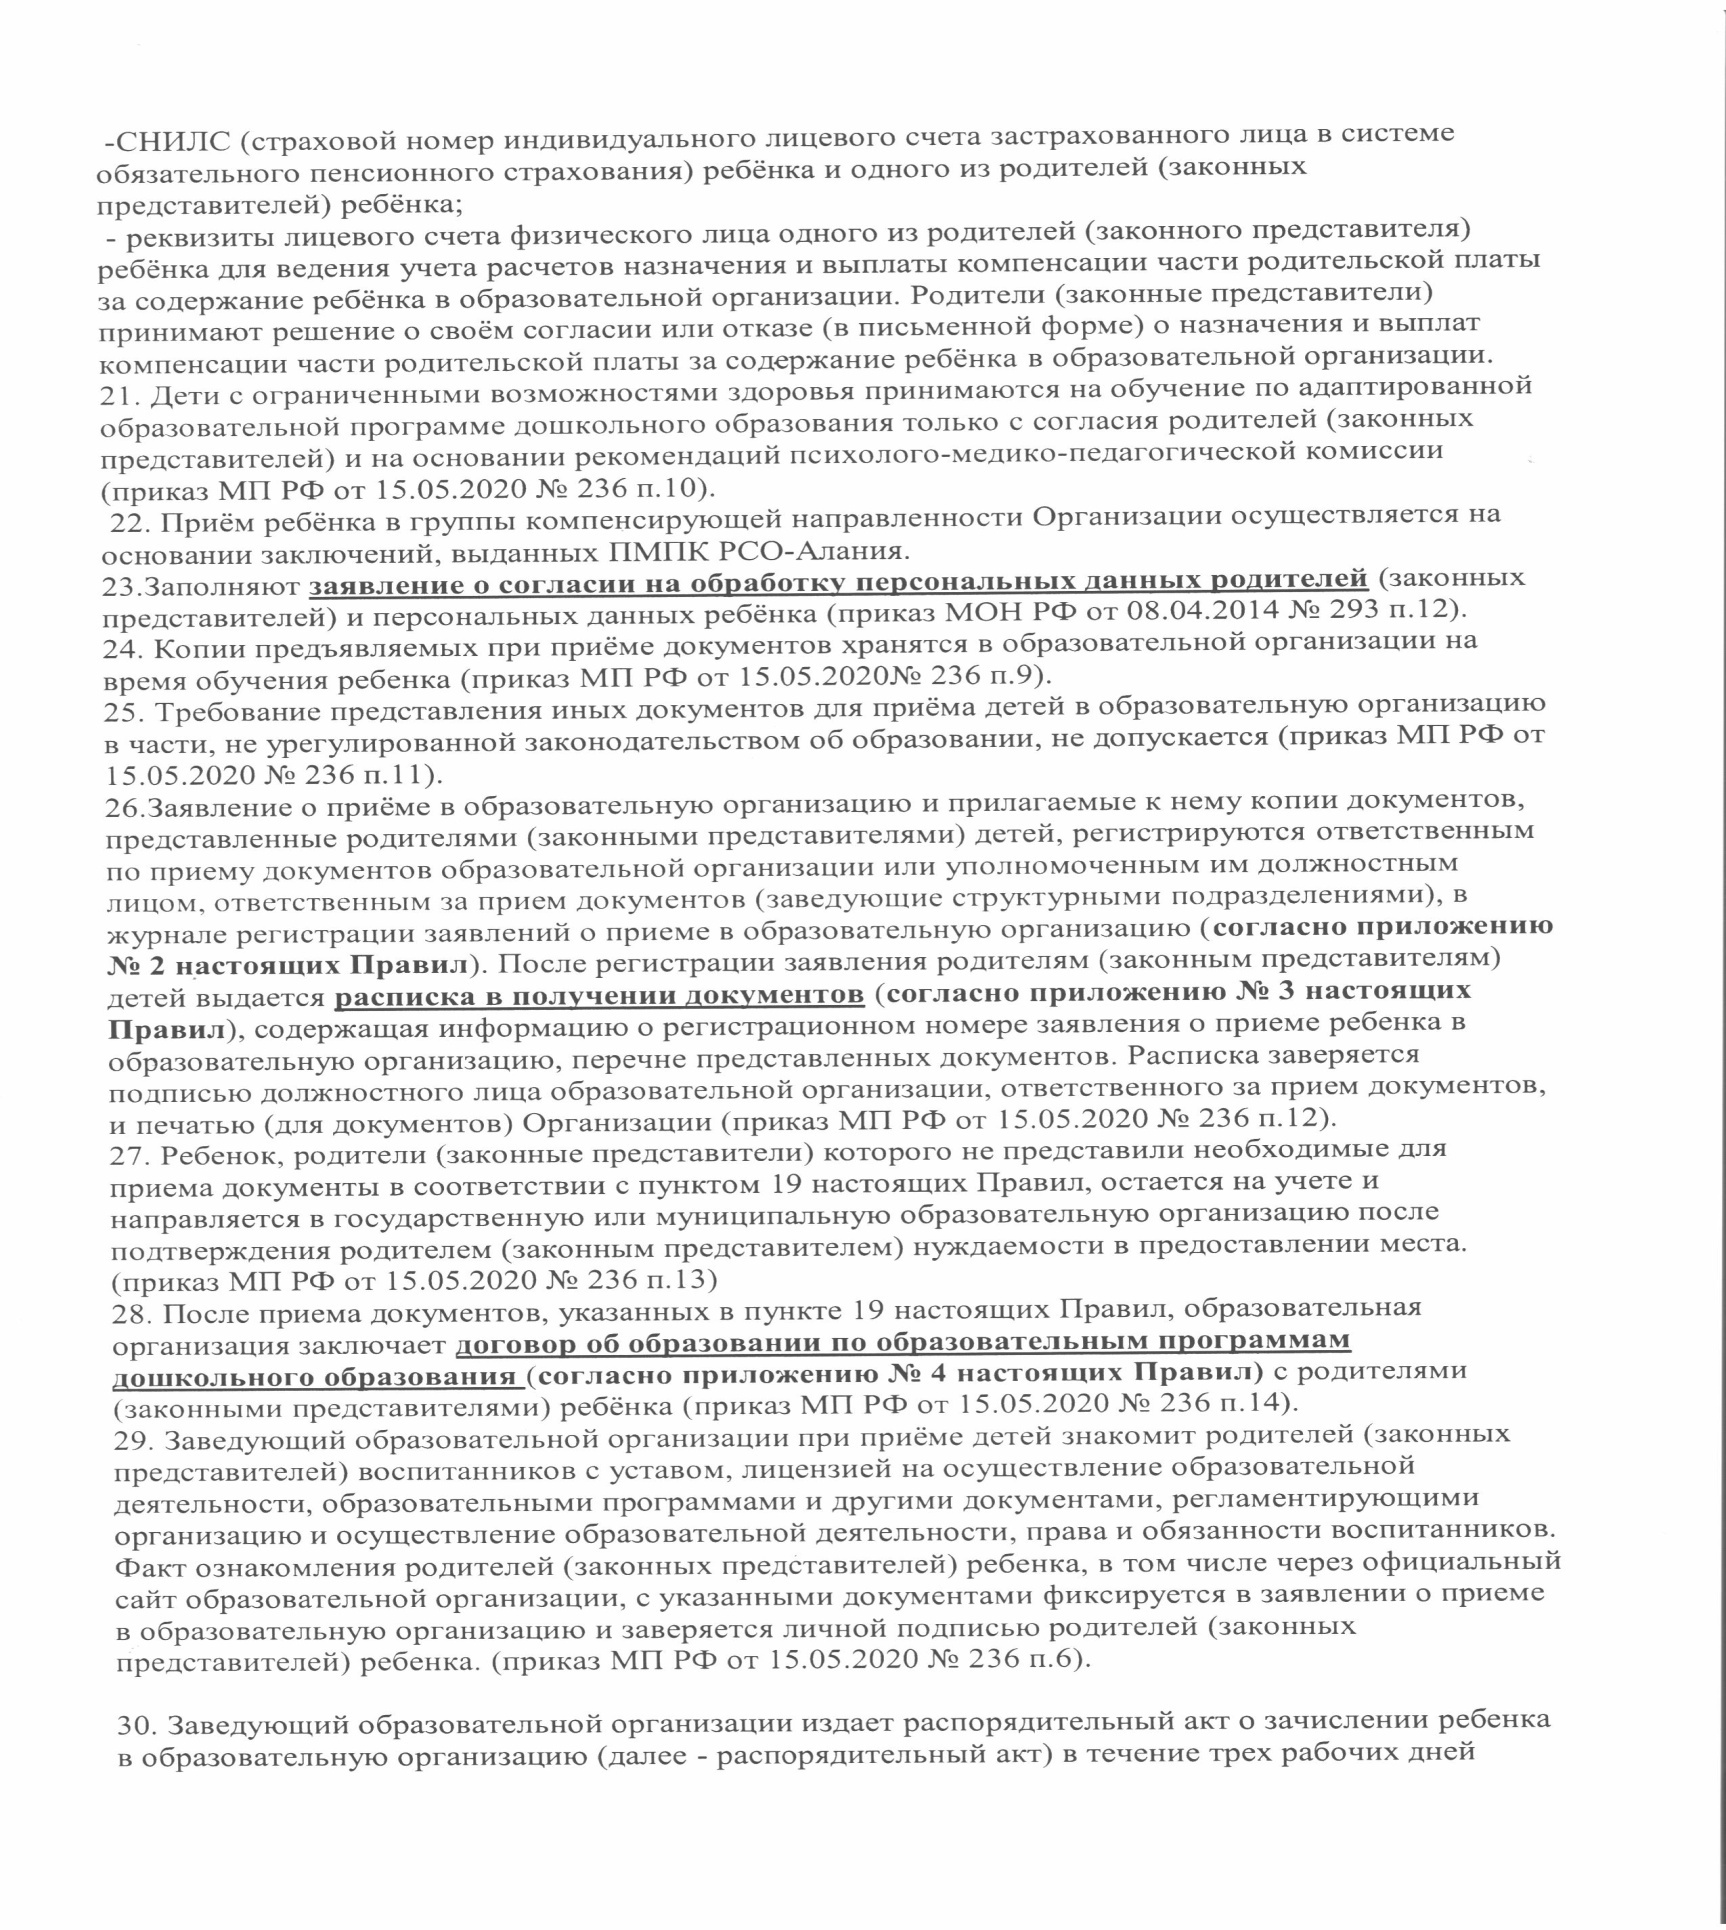 -СНИЛС (страховой номер индивидуального лицевого счета застрахованного лица в системе
обязательного пенсионного страхования) ребёнка и одного из родителей (законных
представителей) ребёнка;
- реквизиты лицевого счета физического лица одного из родителей (законного представителя)
ребёнка для ведения учета расчетов назначения и выплаты компенсации части родительской платы
за содержание ребёнка в образовательной организации. Родители (законные представители)
принимают решение о своём согласии или отказе (в письменной форме) о назначения и выплат
компенсации части родительской платы за содержание ребёнка в образовательной организации.
21. Дети с ограниченными возможностями здоровья принимаются на обучение по адаптированной
образовательной программе дошкольного образования только с согласия родителей (законных
представителей) и на основании рекомендаций психолого-медико-педагогической комиссии
(приказ МП РФ от 15.05.2020 № 236 п.10).
22. Приём ребёнка в группы компенсирующей направленности Организации осуществляется на
основании заключений, выданных ПМПК РСО-Алания.
23.Заполняют заявление о согласии на обработку персональных данных родителей (законных
представителей) и персональных данных ребёнка (приказ МОН РФ от 08.04.2014 № 293 п.12).
24. Копии предъявляемых при приёме документов хранятся в образовательной организации на
время обучения ребенка (приказ МП РФ от 15.05.2020№ 236 п.9).
25. Требование представления иных документов для приёма детей в образовательную организацию
в части, не урегулированной законодательством об образовании, не допускается (приказ МП РФ от
15.05.2020 № 236 п.11).
26.Заявление о приёме в образовательную организацию и прилагаемые к нему копии документов,
представленные родителями (законными представителями) детей, регистрируются ответственным
по приему документов образовательной организации или уполномоченным им должностным
лицом, ответственным за прием документов (заведующие структурными подразделениями), в
журнале регистрации заявлений о приеме в образовательную организацию (согласно приложению
№ 2 настоящих Правил). После регистрации заявления родителям (законным представителям)
детей выдается расписка в получении документов (согласно приложению № 3 настоящих
Правил), содержащая информацию о регистрационном номере заявления о приеме ребенка в
образовательную организацию, перечне представленных документов. Расписка заверяется
подписью должностного лица образовательной организации, ответственного за прием документов,
и печатью (для документов) Организации (приказ МП РФ от 15.05.2020 № 236 п.12).
27. Ребенок, родители (законные представители) которого не представили необходимые для
приема документы в соответствии с пунктом 19 настоящих Правил, остается на учете и
направляется в государственную или муниципальную образовательную организацию после
подтверждения родителем (законным представителем) нуждаемости в предоставлении места.
(приказ МП РФ от 15.05.2020 № 236 п.13)
28. После приема документов, указанных в пункте 19 настоящих Правил, образовательная
организация заключает договор об образовании по образовательным программам
дошкольного образования (согласно приложению № 4 настоящих Правил) с родителями
(законными представителями) ребёнка (приказ МП РФ от 15.05.2020 № 236 п.14).
29. Заведующий образовательной организации при приёме детей знакомит родителей (законных
представителей) воспитанников с уставом, лицензией на осуществление образовательной
деятельности, образовательными программами и другими документами, регламентирующими
организацию и осуществление образовательной деятельности, права и обязанности воспитанников.
Факт ознакомления родителей (законных представителей) ребенка, в том числе через официальный
сайт образовательной организации, с указанными документами фиксируется в заявлении о приеме
в образовательную организацию и заверяется личной подписью родителей (законных
представителей) ребенка. (приказ МП РФ от 15.05.2020 № 236 п.6).
30. Заведующий образовательной организации издает распорядительный акт о зачислении ребенка
в образовательную организацию (далее - распорядительный акт) в течение трех рабочих дней